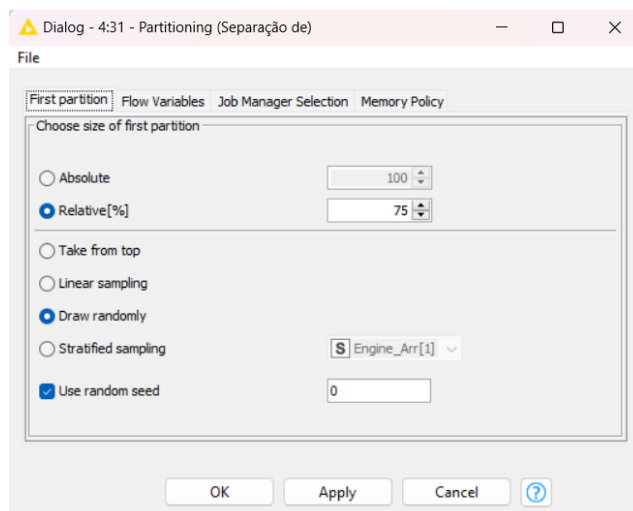 Dialog - 4:31 - Partitioning (Separação de)
File
First partition Flow Variables Job Manager Selection Memory Policy
Choose size of first partition
Absolute 100
Relative[%] 75
Take from top
Linear sampling
Draw randomly
Stratified sampling S Engine_Arr[1]
Use random seed 0
OK Apply Cancel ?